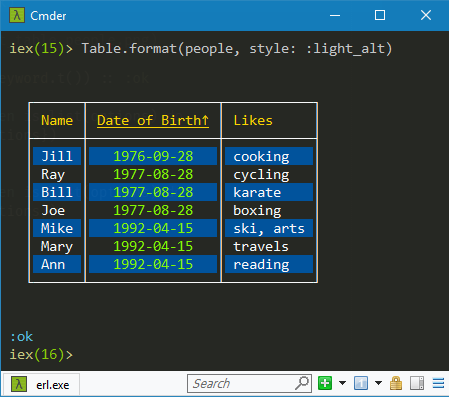 Cmder
iex(15)> Table.format(people, style: :light_alt)
Name Date of Birth↑ Likes
Jill 1976-09-28 cooking
Ray 1977-08-28 cycling
Bill 1977-08-28 karate
Joe 1977-08-28 boxing
Mike 1992-04-15 ski, arts
Mary 1992-04-15 travels
Ann 1992-04-15 reading
:ok
iex(16)>
erl.exe Search 1